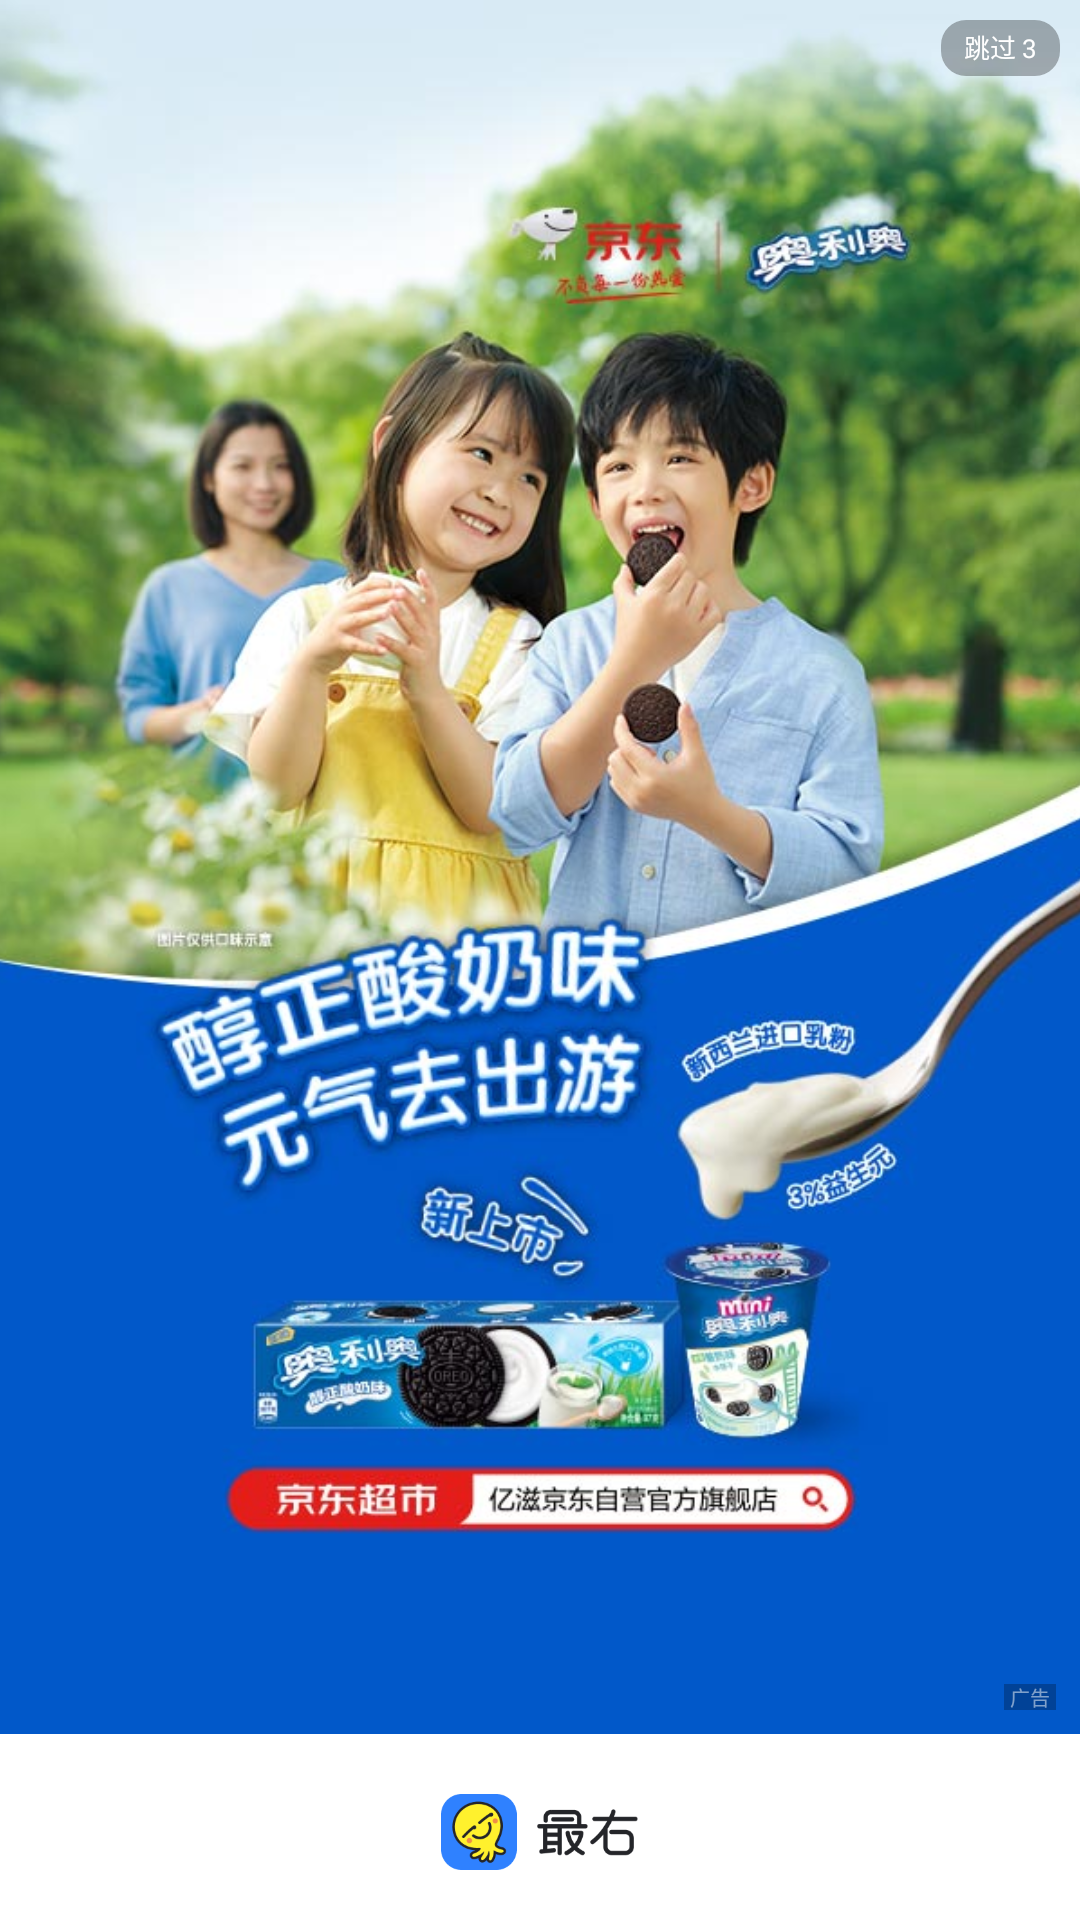 跳过 3
京东
不负每一份热爱
奥利奥
图片仅供口味示意
醇正酸奶味
元气去出游
新西兰进口乳粉
3%益生元
新上市
mini
奥利奥
奥利奥
OREO
醇正酸奶味
京东超市
亿滋京东自营官方旗舰店
广告
最右